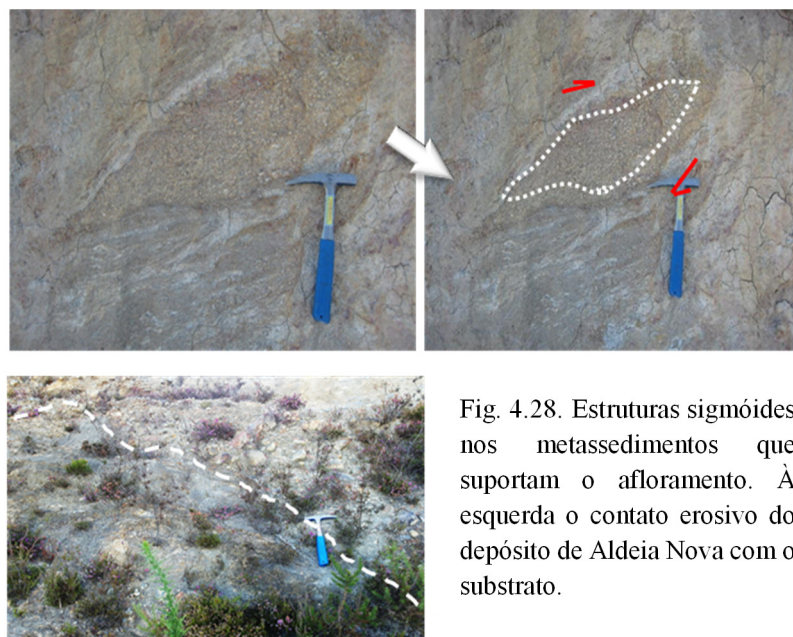 Fig. 4.28. Estruturas sigmóides
nos metassedimentos que
suportam o afloramento. À
esquerda o contato erosivo do
depósito de Aldeia Nova com o
substrato.